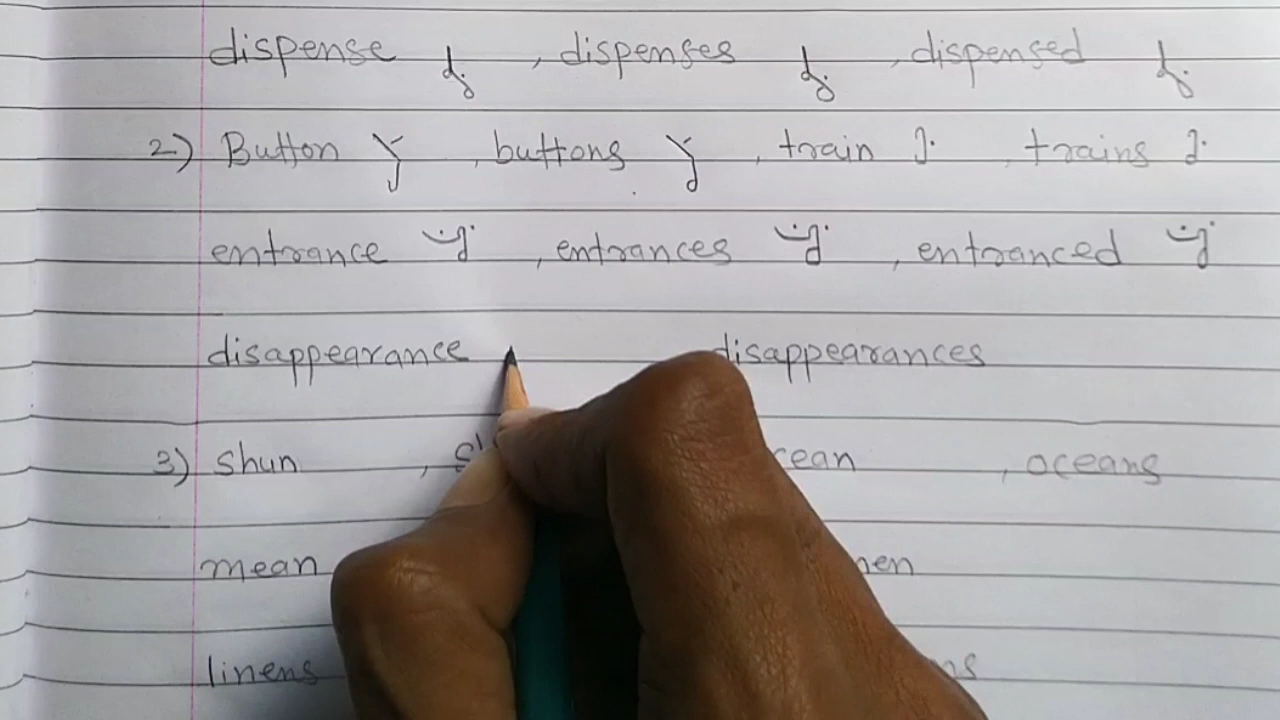 dispense , dispenses , dispensed
2) Button , buttons , train , trains
entrance , entrances , entranced
disappearance disappearances
3) shun , , oceans
mean
linens